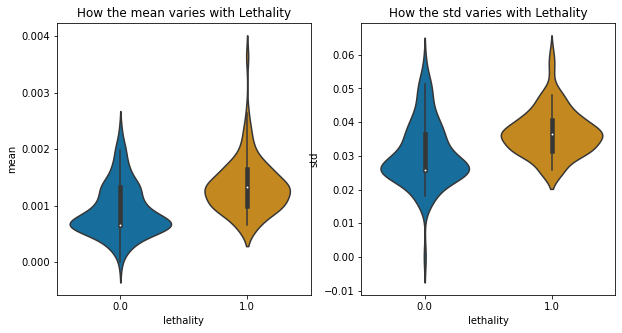 How the mean varies with Lethality
How the std varies with Lethality
0.004
0.003
0.002
0.001
0.000
mean
0.0
1.0
lethality
0.06
0.05
0.04
0.03
0.02
0.01
0.00
−0.01
std
0.0
1.0
lethality